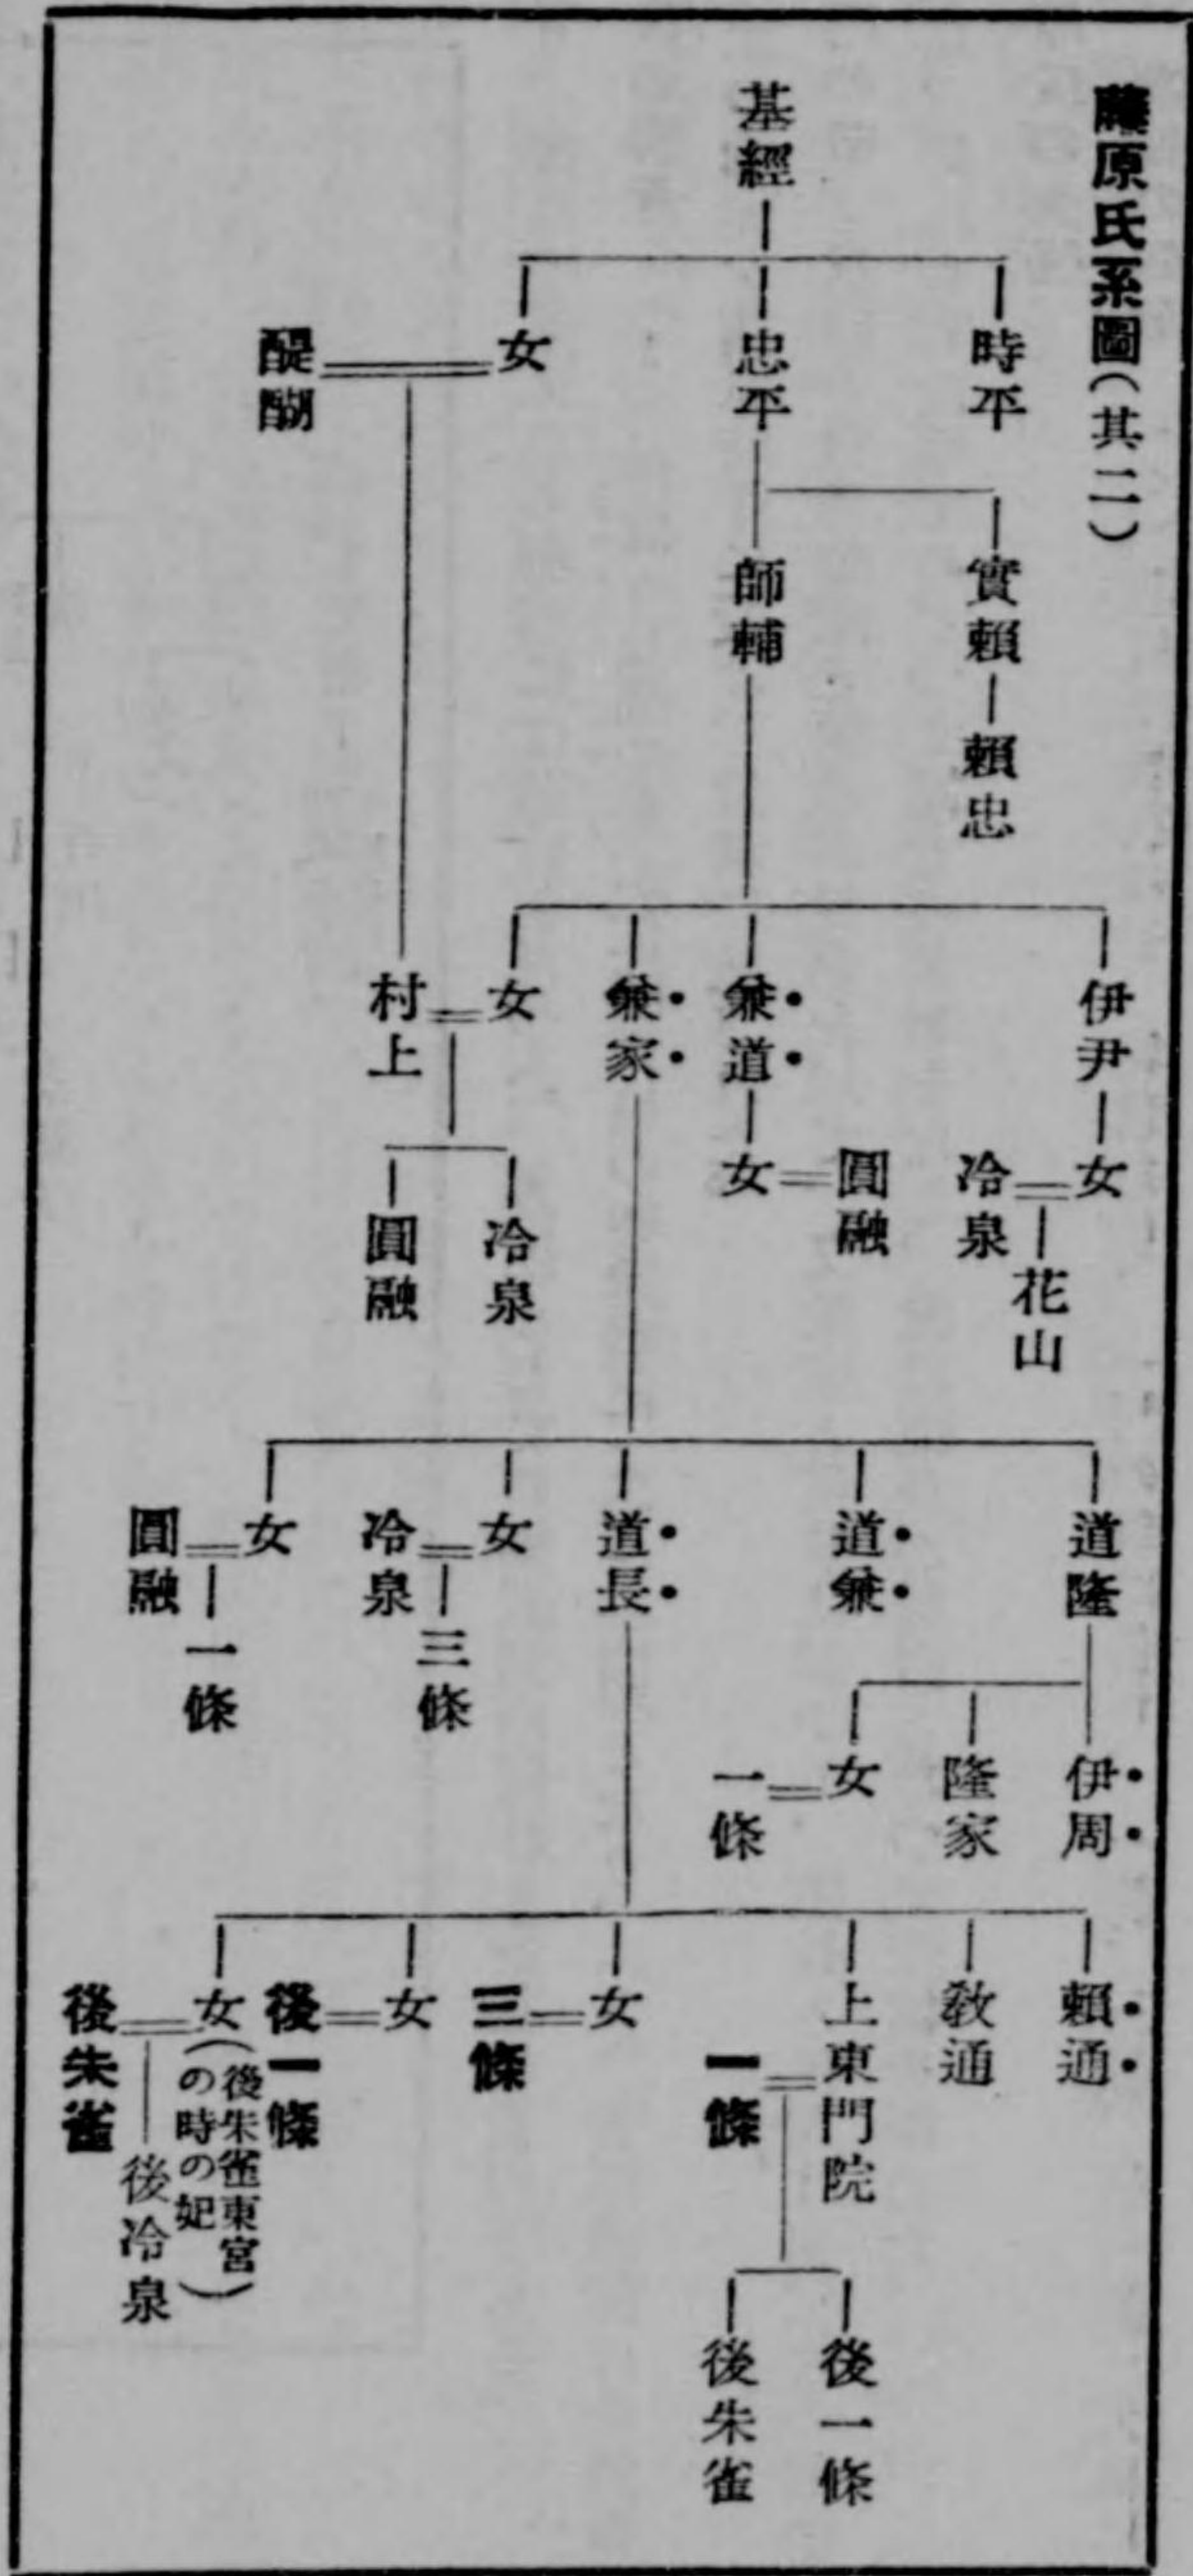 藤原氏系圖(其二)
基經
時平
忠平
女
醍醐
實賴
賴忠
師輔
伊尹
女
冷泉
花山
兼道
女
圓融
兼家
女
村上
冷泉
圓融
道隆
伊周
隆家
女
一條
道兼
道長
女
冷泉
三條
女
圓融
一條
賴通
敎通
上東門院
一條
後一條
後朱雀
女
三條
女
後一條
女(後朱雀東宮
の時の妃)
後朱雀
後冷泉